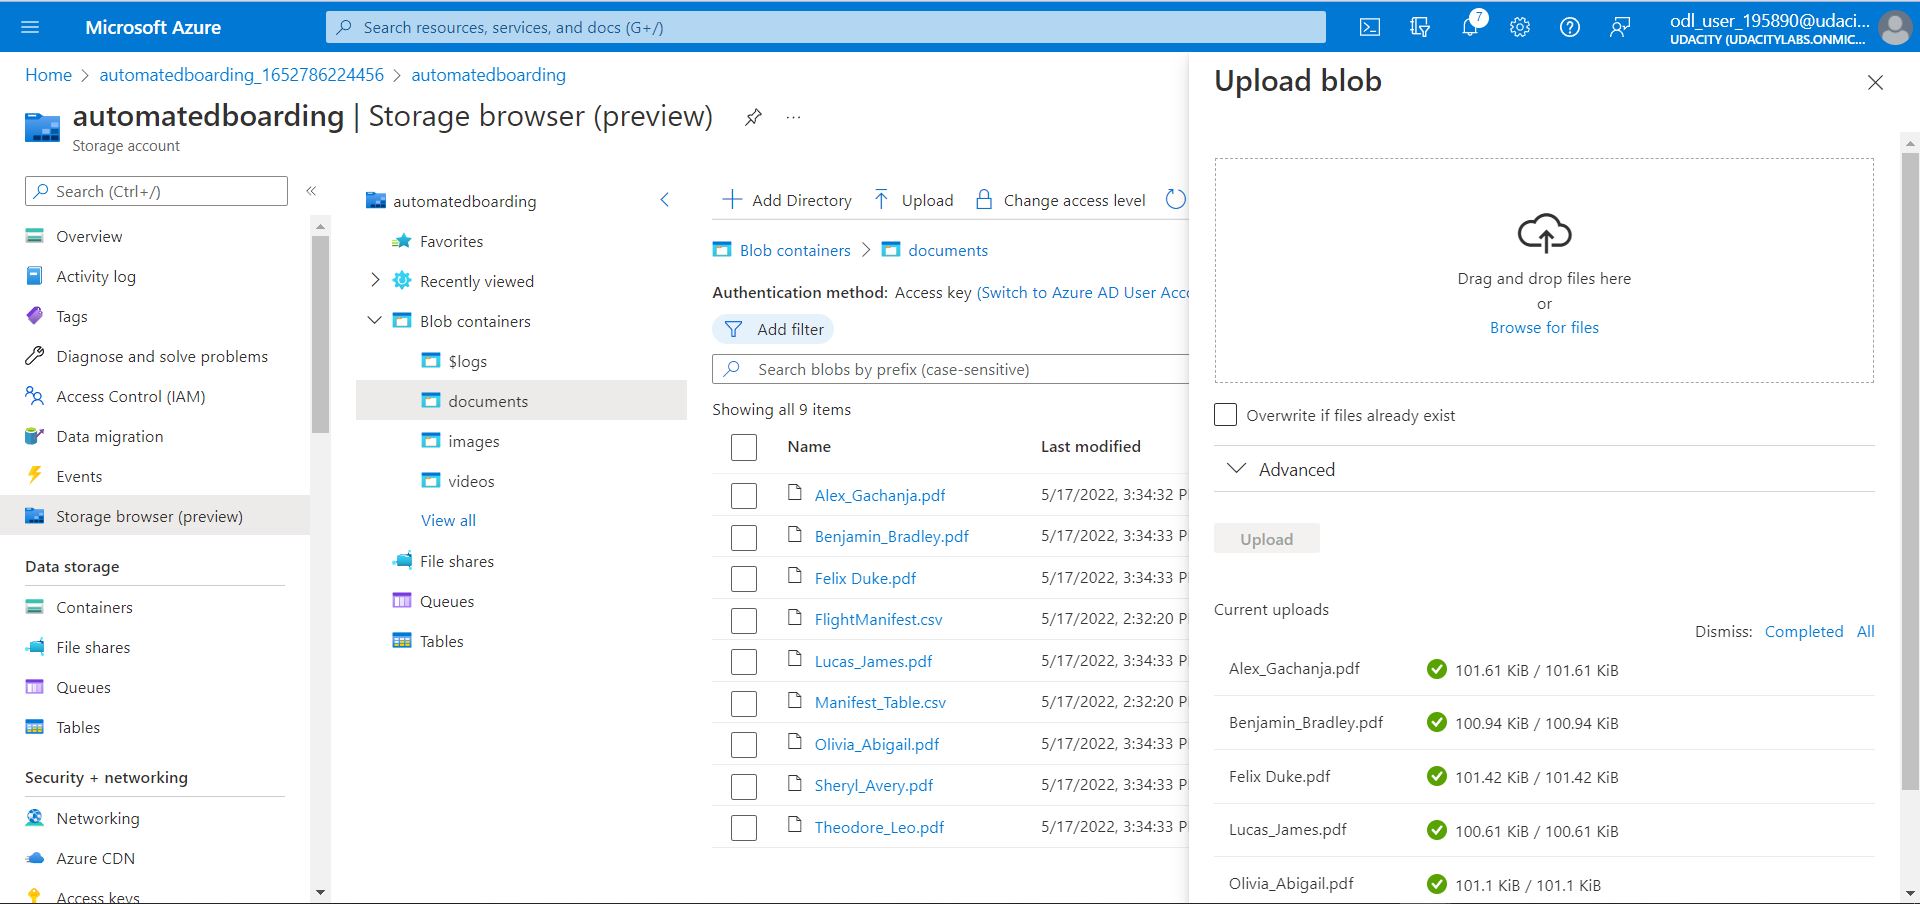 Microsoft Azure
Search resources, services, and docs (G+/)
7
odl_user_195890@udaci...
UDACITY (UDACITYLABS.ONMIC...
Home > automatedboarding_1652786224456 > automatedboarding
automatedboarding | Storage browser (preview)
...
Storage account
Search (Ctrl+/)
«
Overview
Activity log
Tags
Diagnose and solve problems
Access Control (IAM)
Data migration
Events
Storage browser (preview)
Data storage
Containers
File shares
Queues
Tables
Security + networking
Networking
Azure CDN
Access keys
automatedboarding
Favorites
Recently viewed
Blob containers
$logs
documents
images
videos
View all
File shares
Queues
Tables
Add Directory Upload Change access level
Blob containers > documents
Authentication method: Access key (Switch to Azure AD User Acco
Add filter
Search blobs by prefix (case-sensitive)
Showing all 9 items
Name Last modified
Alex_Gachanja.pdf 5/17/2022, 3:34:32 P
Benjamin_Bradley.pdf 5/17/2022, 3:34:33 P
Felix Duke.pdf 5/17/2022, 3:34:33 P
FlightManifest.csv 5/17/2022, 2:32:20 P
Lucas_James.pdf 5/17/2022, 3:34:33 P
Manifest_Table.csv 5/17/2022, 2:32:20 P
Olivia_Abigail.pdf 5/17/2022, 3:34:33 P
Sheryl_Avery.pdf 5/17/2022, 3:34:33 P
Theodore_Leo.pdf 5/17/2022, 3:34:33 P
Upload blob
Drag and drop files here
or
Browse for files
Overwrite if files already exist
Advanced
Upload
Current uploads
Dismiss: Completed All
Alex_Gachanja.pdf 101.61 KiB / 101.61 KiB
Benjamin_Bradley.pdf 100.94 KiB / 100.94 KiB
Felix Duke.pdf 101.42 KiB / 101.42 KiB
Lucas_James.pdf 100.61 KiB / 100.61 KiB
Olivia_Abigail.pdf 101.1 KiB / 101.1 KiB